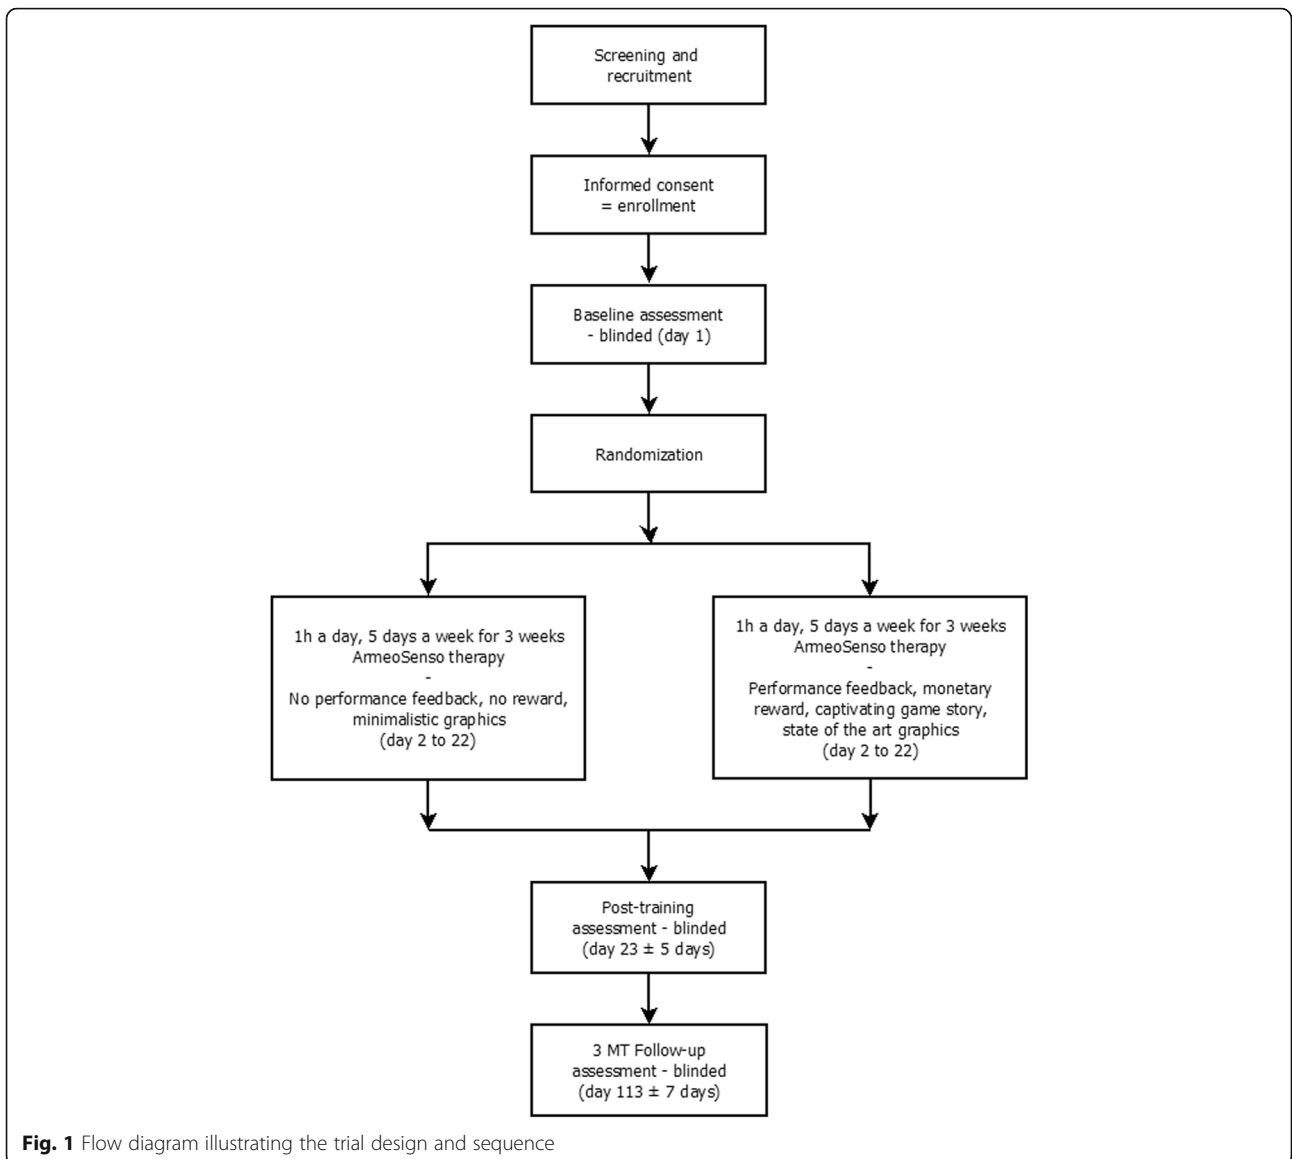 Screening and
recruitment
Informed consent
= enrollment
Baseline assessment
- blinded (day 1)
Randomization
1h a day, 5 days a week for 3 weeks
ArmeoSenso therapy
-
No performance feedback, no reward,
minimalistic graphics
(day 2 to 22)
1h a day, 5 days a week for 3 weeks
ArmeoSenso therapy
-
Performance feedback, monetary
reward, captivating game story,
state of the art graphics
(day 2 to 22)
Post-training
assessment - blinded
(day 23 ± 5 days)
3 MT Follow-up
assessment - blinded
(day 113 ± 7 days)
Fig. 1 Flow diagram illustrating the trial design and sequence